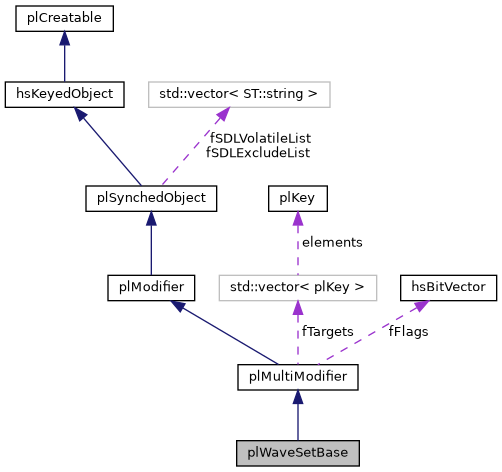 plCreatable
hsKeyedObject
std::vector< ST::string >
fSDLVolatileList
fSDLExcludeList
plSynchedObject
plKey
elements
plModifier
std::vector< plKey >
hsBitVector
fTargets
fFlags
plMultiModifier
plWaveSetBase